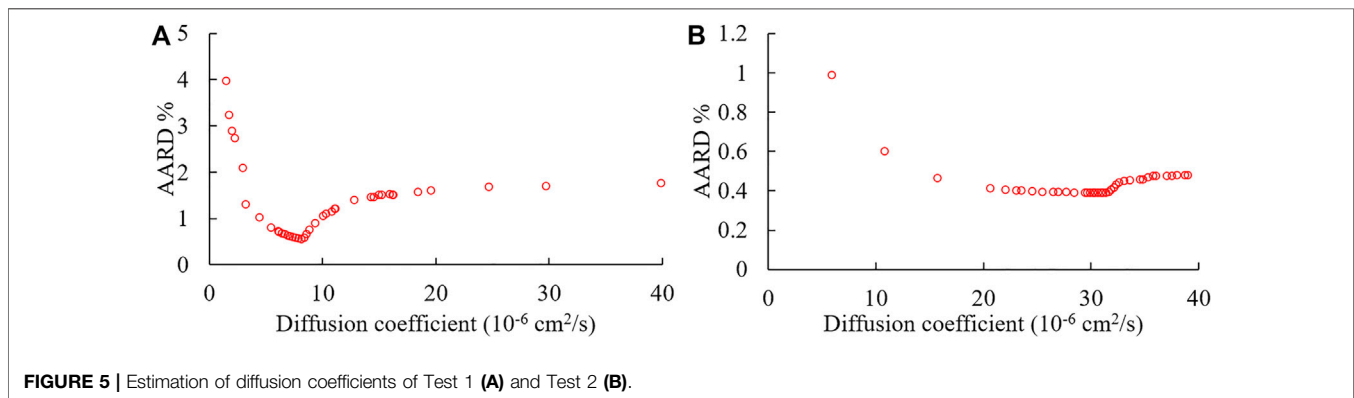 A
5
4
3
2
1
0
AARD %
0 10 20 30 40
Diffusion coefficient (10⁻⁶ cm²/s)
B
1.2
1
0.8
0.6
0.4
0.2
0
AARD %
0 10 20 30 40
Diffusion coefficient (10⁻⁶ cm²/s)
FIGURE 5 | Estimation of diffusion coefficients of Test 1 (A) and Test 2 (B).